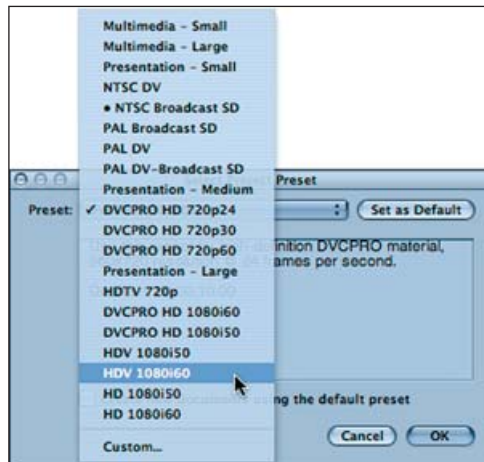 Multimedia – Small
Multimedia – Large
Presentation – Small
NTSC DV
• NTSC Broadcast SD
PAL Broadcast SD
PAL DV
PAL DV–Broadcast SD
Presentation – Medium
Preset
Preset:
✓ DVCPRO HD 720p24
Set as Default
DVCPRO HD 720p30
DVCPRO HD 720p60
definition DVCPRO material,
frames per second.
Presentation – Large
HDTV 720p
DVCPRO HD 1080i60
DVCPRO HD 1080i50
HDV 1080i50
HDV 1080i60
HD 1080i50
using the default preset
HD 1080i60
Custom...
Cancel
OK